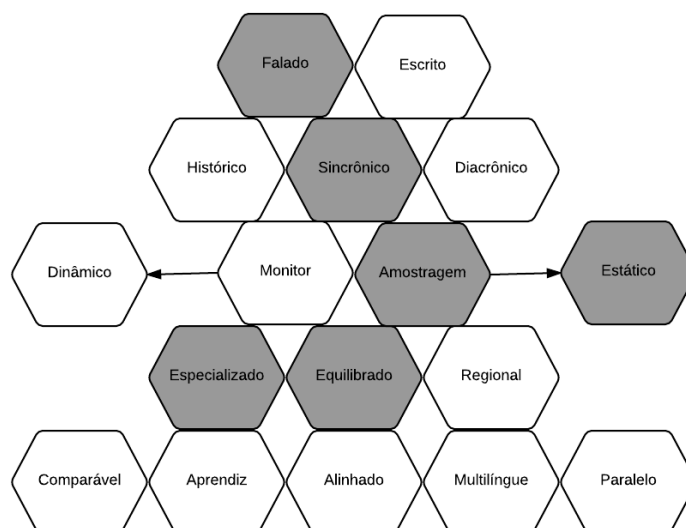 Falado
Escrito
Histórico
Sincrônico
Diacrônico
Dinâmico
Monitor
Amostragem
Estático
Especializado
Equilibrado
Regional
Comparável
Aprendiz
Alinhado
Multilíngue
Paralelo